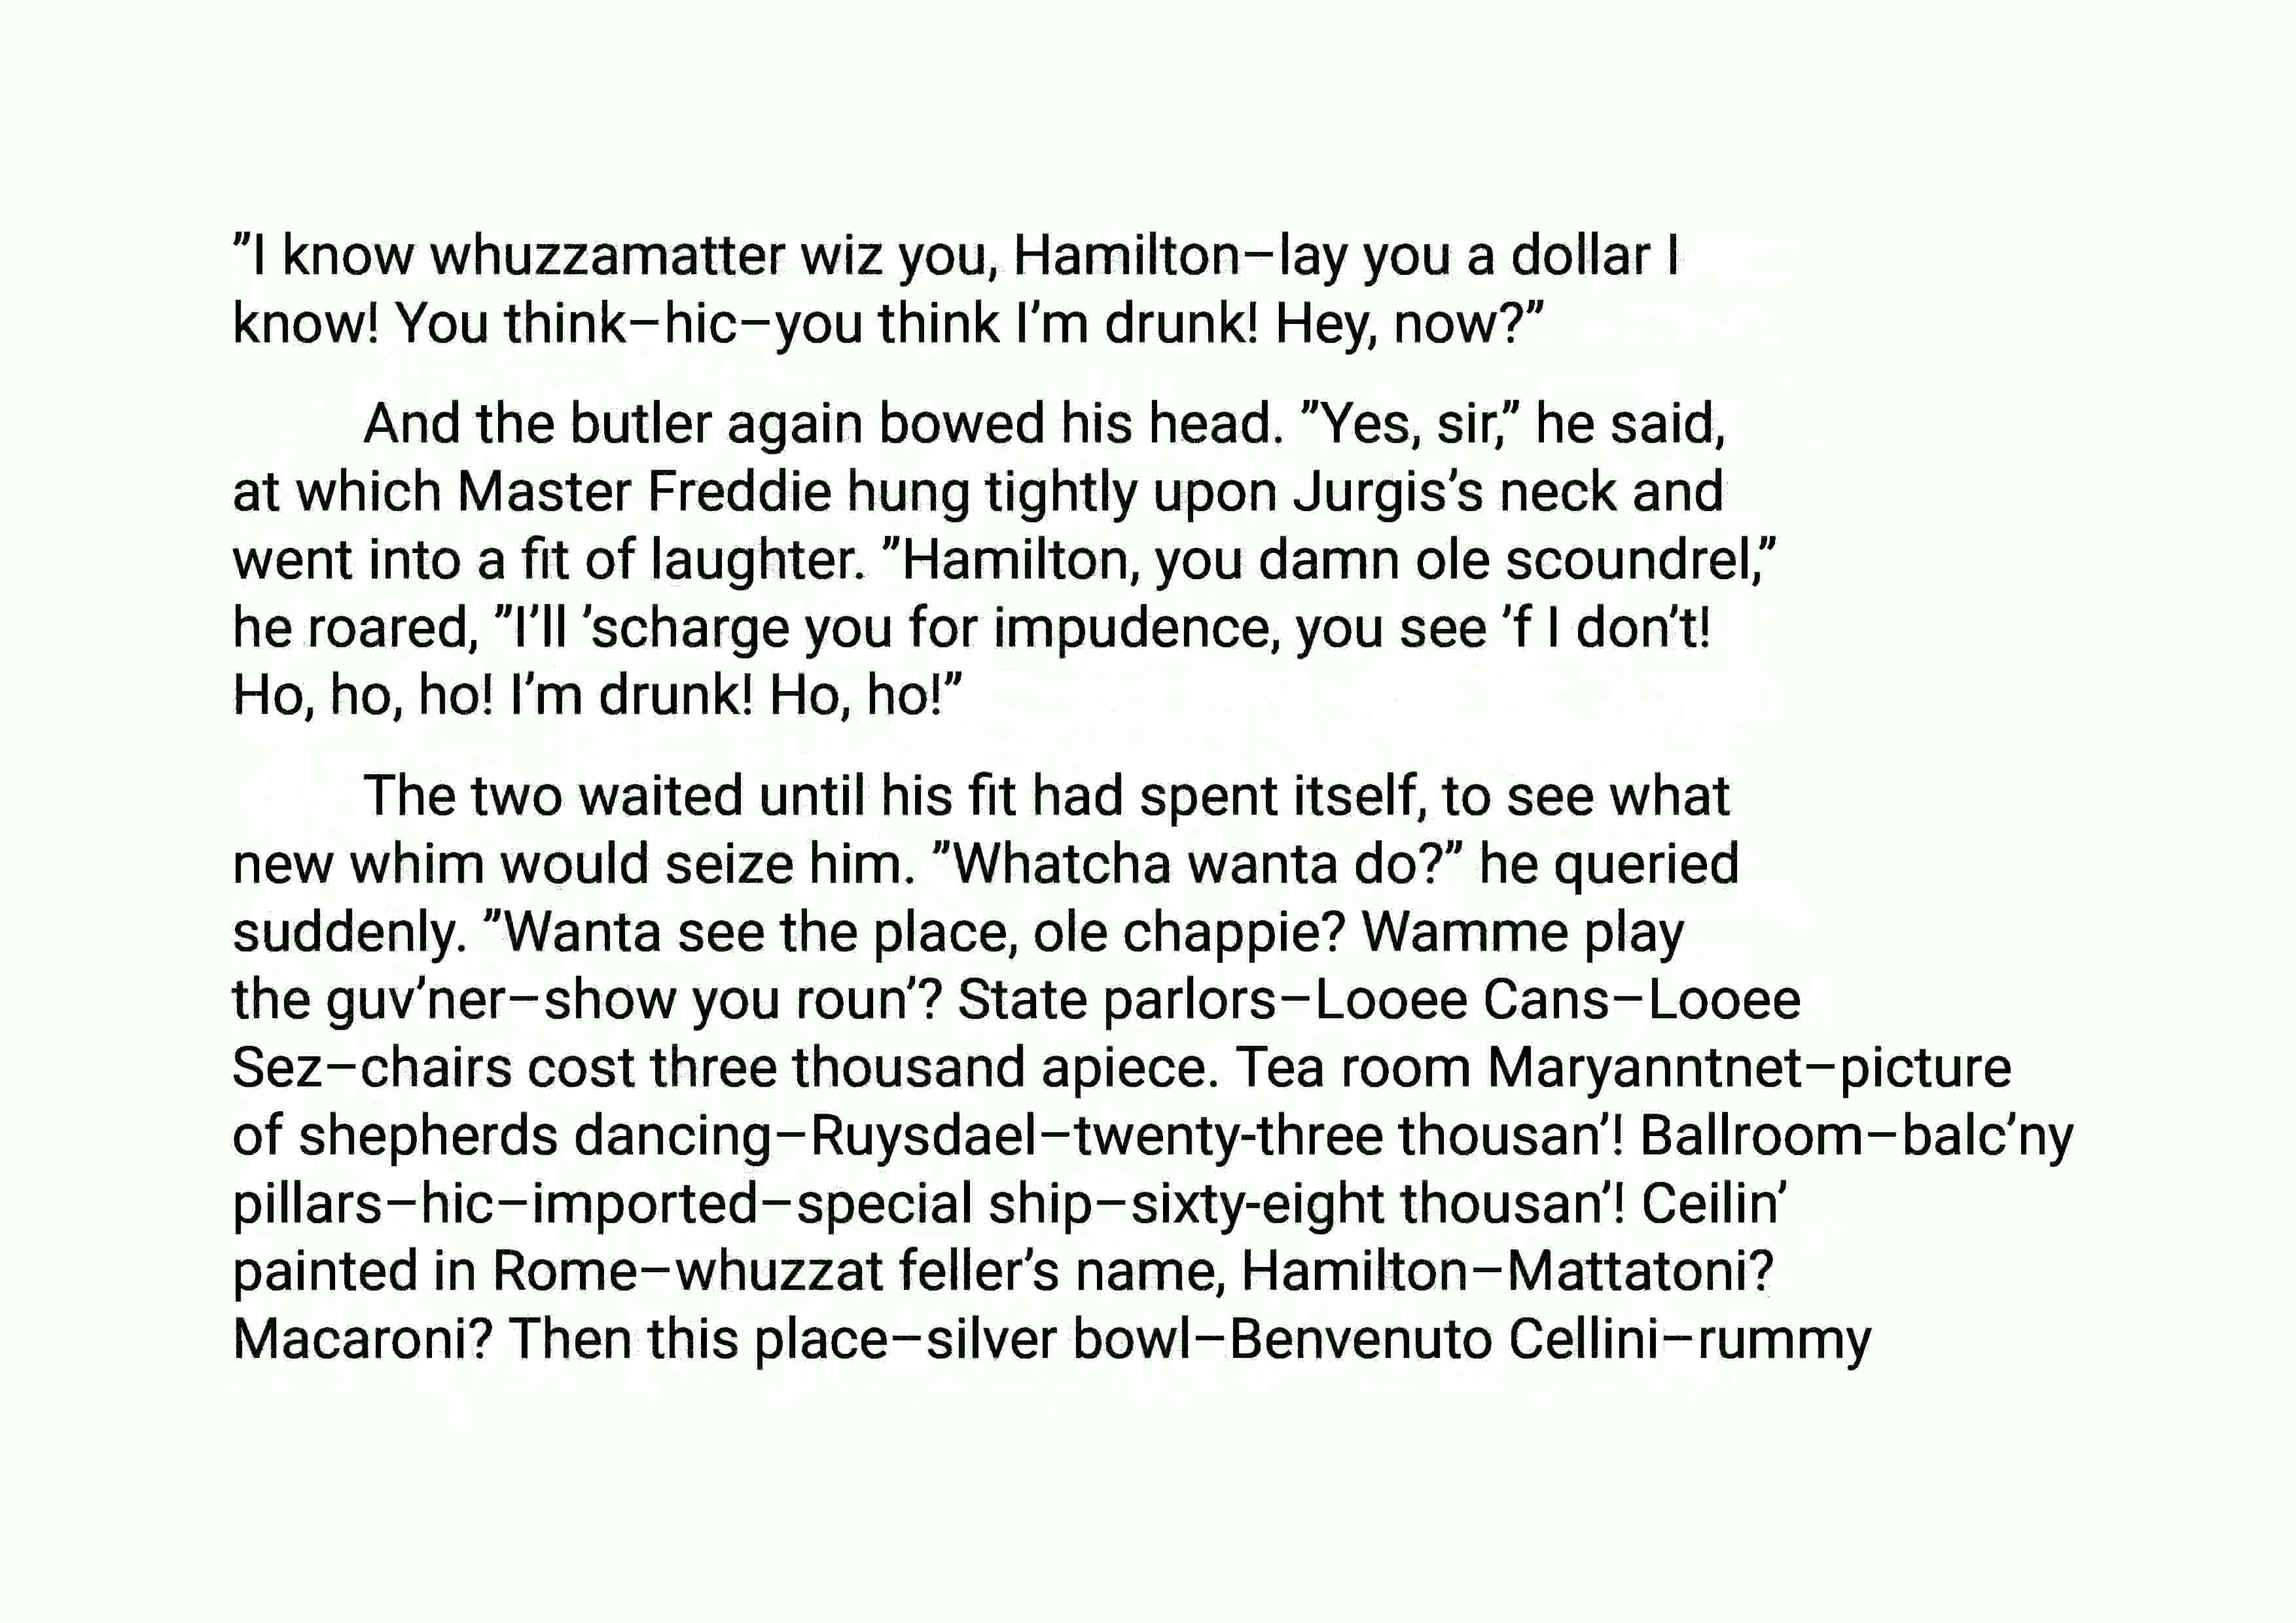 ”I know whuzzamatter wiz you, Hamilton–lay you a dollar I
know! You think–hic–you think I’m drunk! Hey, now?”
And the butler again bowed his head. ”Yes, sir,” he said,
at which Master Freddie hung tightly upon Jurgis’s neck and
went into a fit of laughter. ”Hamilton, you damn ole scoundrel,”
he roared, ”I’ll ’scharge you for impudence, you see ’f I don’t!
Ho, ho, ho! I’m drunk! Ho, ho!”
The two waited until his fit had spent itself, to see what
new whim would seize him. ”Whatcha wanta do?” he queried
suddenly. ”Wanta see the place, ole chappie? Wamme play
the guv’ner–show you roun’? State parlors–Looee Cans–Looee
Sez–chairs cost three thousand apiece. Tea room Maryanntnet–picture
of shepherds dancing–Ruysdael–twenty-three thousan’! Ballroom–balc’ny
pillars–hic–imported–special ship–sixty-eight thousan’! Ceilin’
painted in Rome–whuzzat feller’s name, Hamilton–Mattatoni?
Macaroni? Then this place–silver bowl–Benvenuto Cellini–rummy